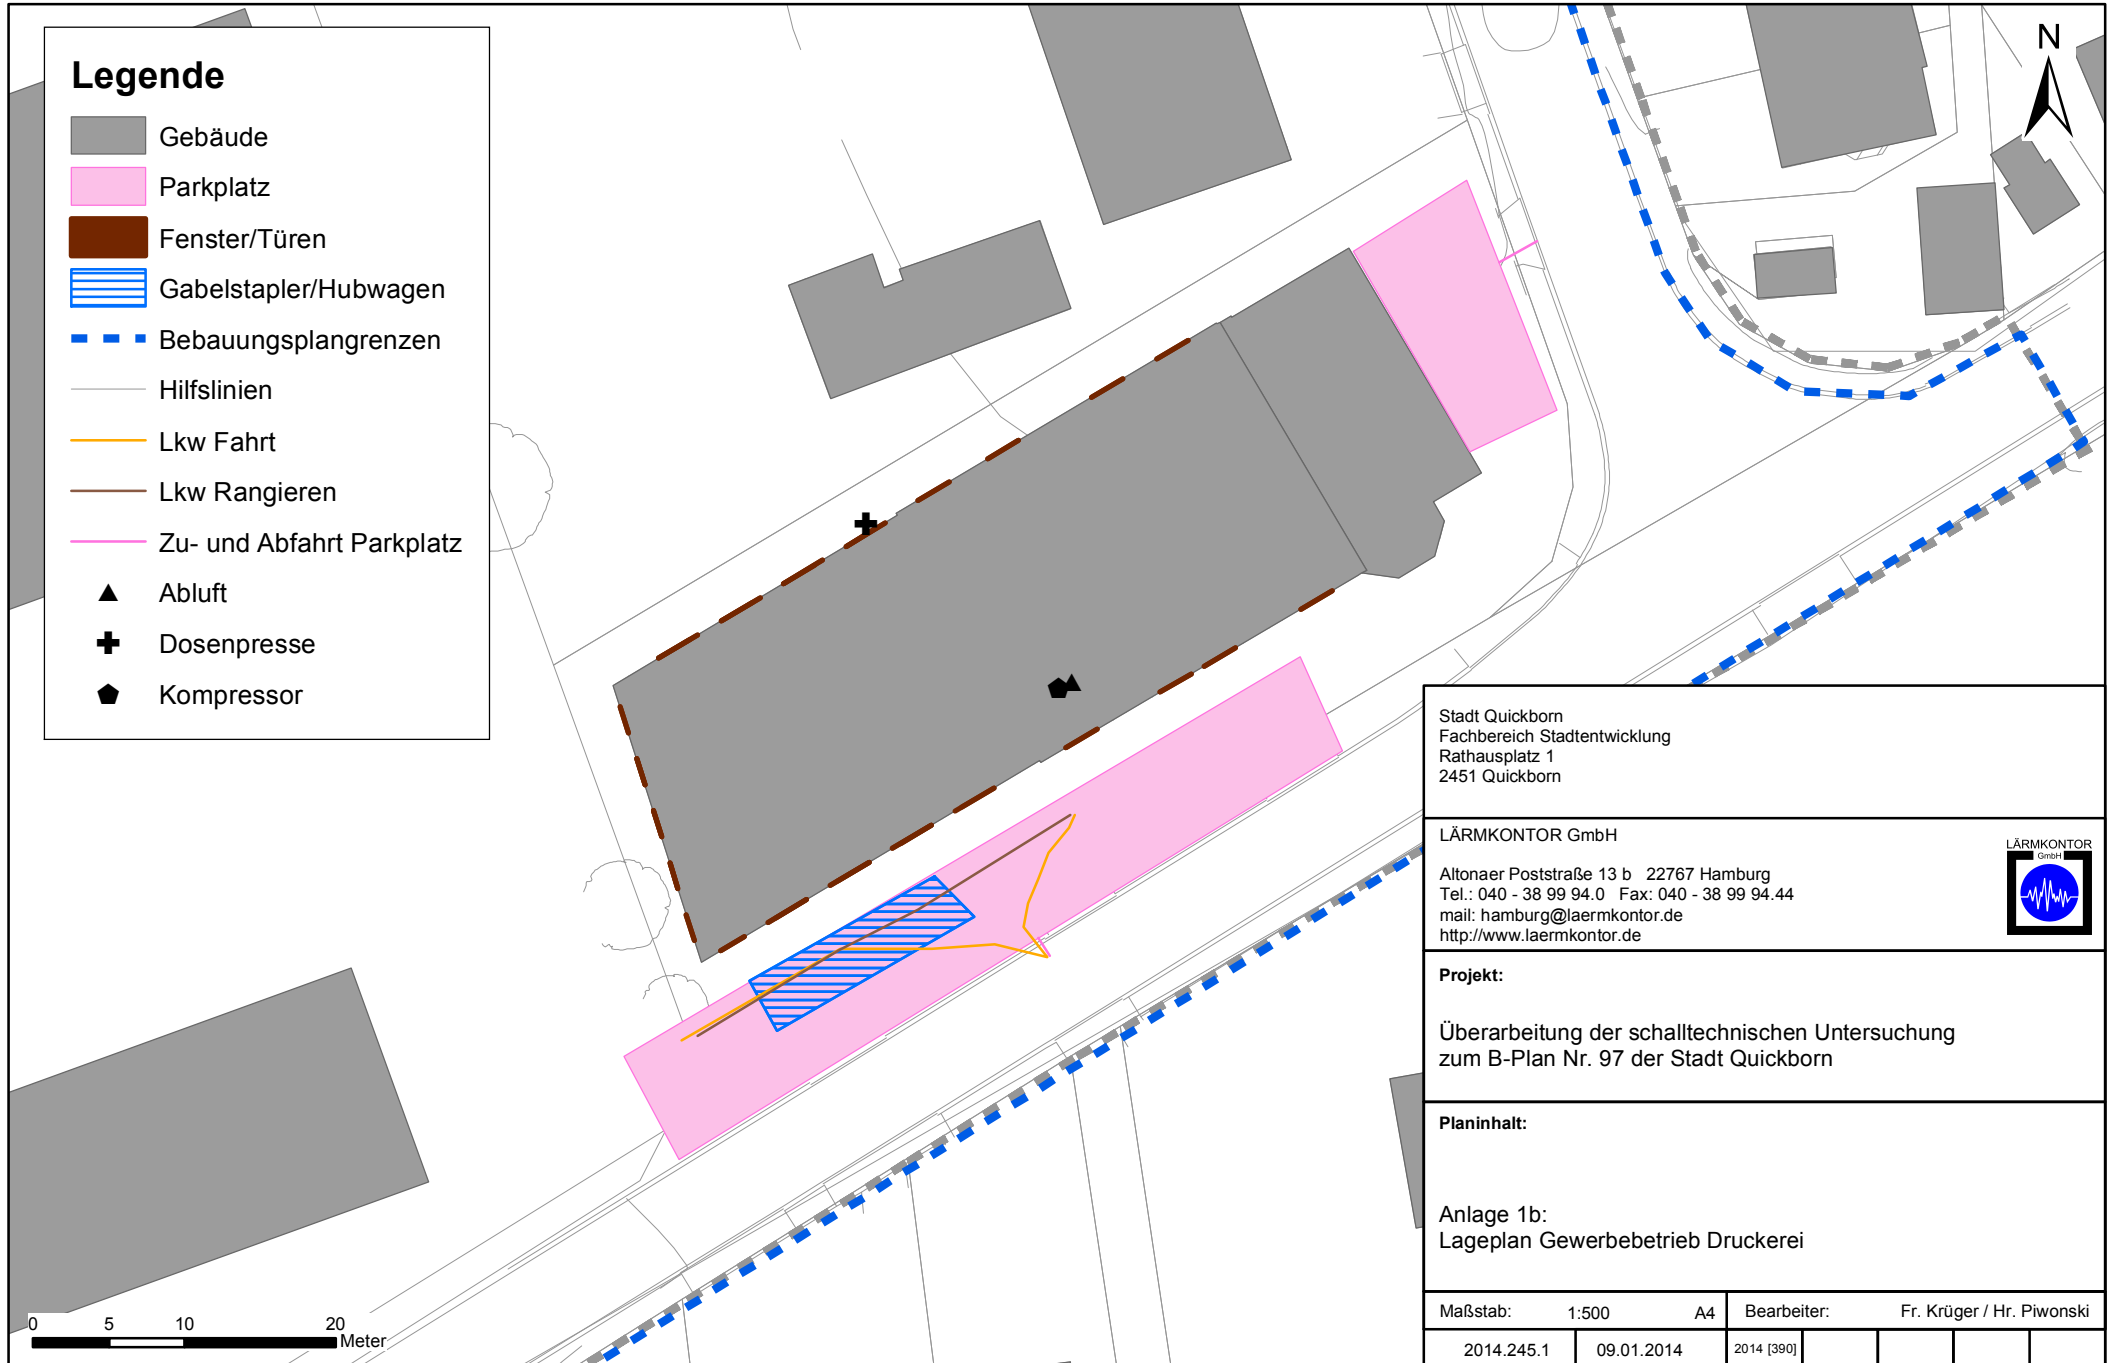 Legende
Gebäude
Parkplatz
Fenster/Türen
Gabelstapler/Hubwagen
Bebauungsplangrenzen
Hilfslinien
Lkw Fahrt
Lkw Rangieren
Zu- und Abfahrt Parkplatz
Abluft
Dosenpresse
Kompressor
N
0 5 10 20
Meter
Stadt Quickborn
Fachbereich Stadtentwicklung
Rathausplatz 1
2451 Quickborn
LÄRMKONTOR GmbH
Altonaer Poststraße 13 b 22767 Hamburg
Tel.: 040 - 38 99 94.0 Fax: 040 - 38 99 94.44
mail: hamburg@laermkontor.de
http://www.laermkontor.de
LÄRMKONTOR
GmbH
Projekt:
Überarbeitung der schalltechnischen Untersuchung
zum B-Plan Nr. 97 der Stadt Quickborn
Planinhalt:
Anlage 1b:
Lageplan Gewerbebetrieb Druckerei
Maßstab: 1:500 A4 Bearbeiter: Fr. Krüger / Hr. Piwonski
2014.245.1 09.01.2014 2014 [390]